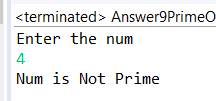 <terminated> Answer9PrimeO
Enter the num
4
Num is Not Prime